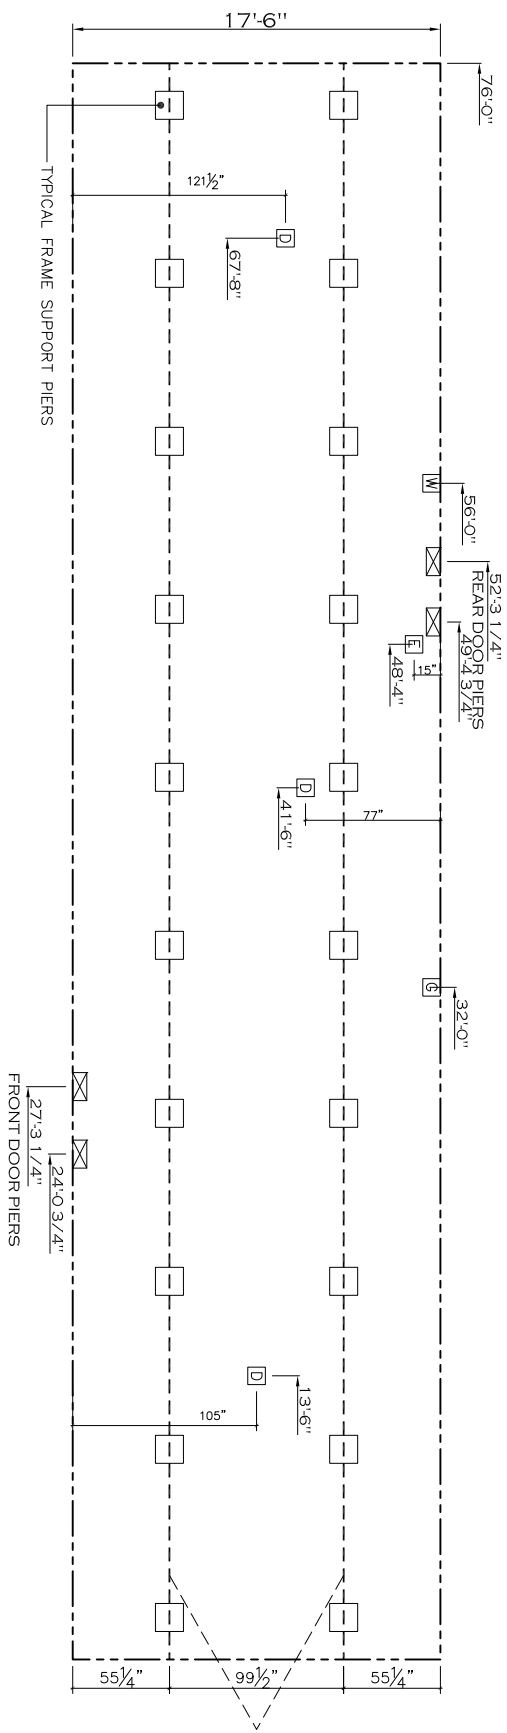 17'-6"
76'-0"
TYPICAL FRAME SUPPORT PIERS
121½"
D
67'-8"
W
56'-0"
52'-3 1/4"
REAR DOOR PIERS
49'-4 3/4"
E
15"
48'-4"
D
77"
41'-6"
G
32'-0"
27'-3 1/4"
FRONT DOOR PIERS
24'-0 3/4"
D
13'-6"
105"
55¼"
99½"
55¼"